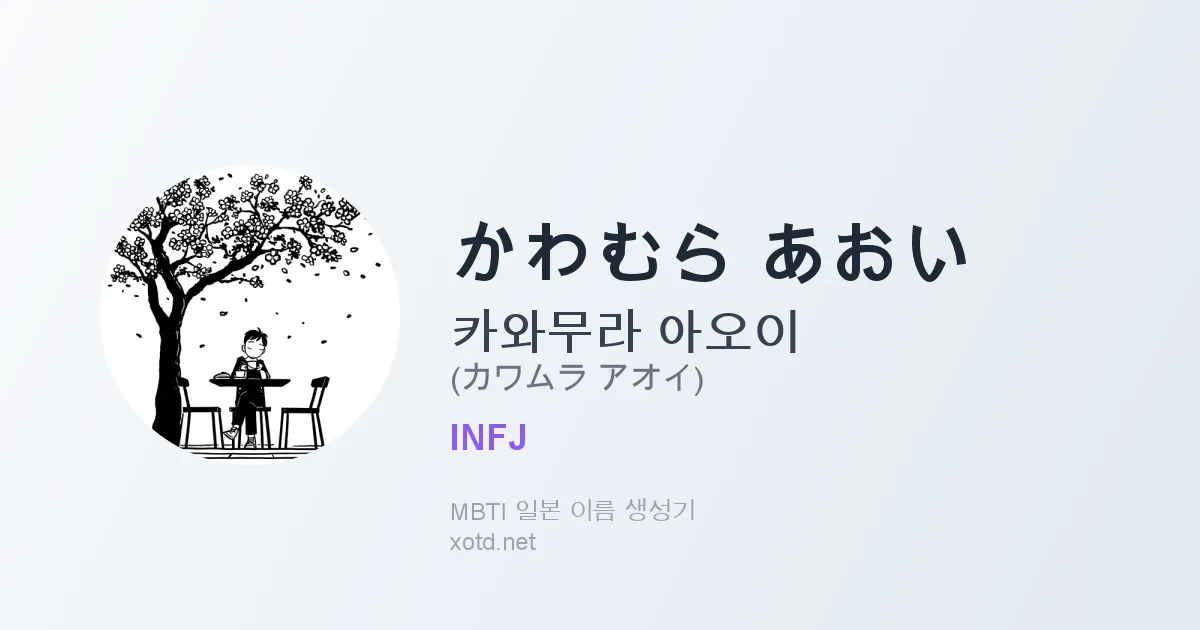 かわむら あおい
카와무라 아오이
(カワムラ アオイ)
INFJ
MBTI 일본 이름 생성기
xotd.net